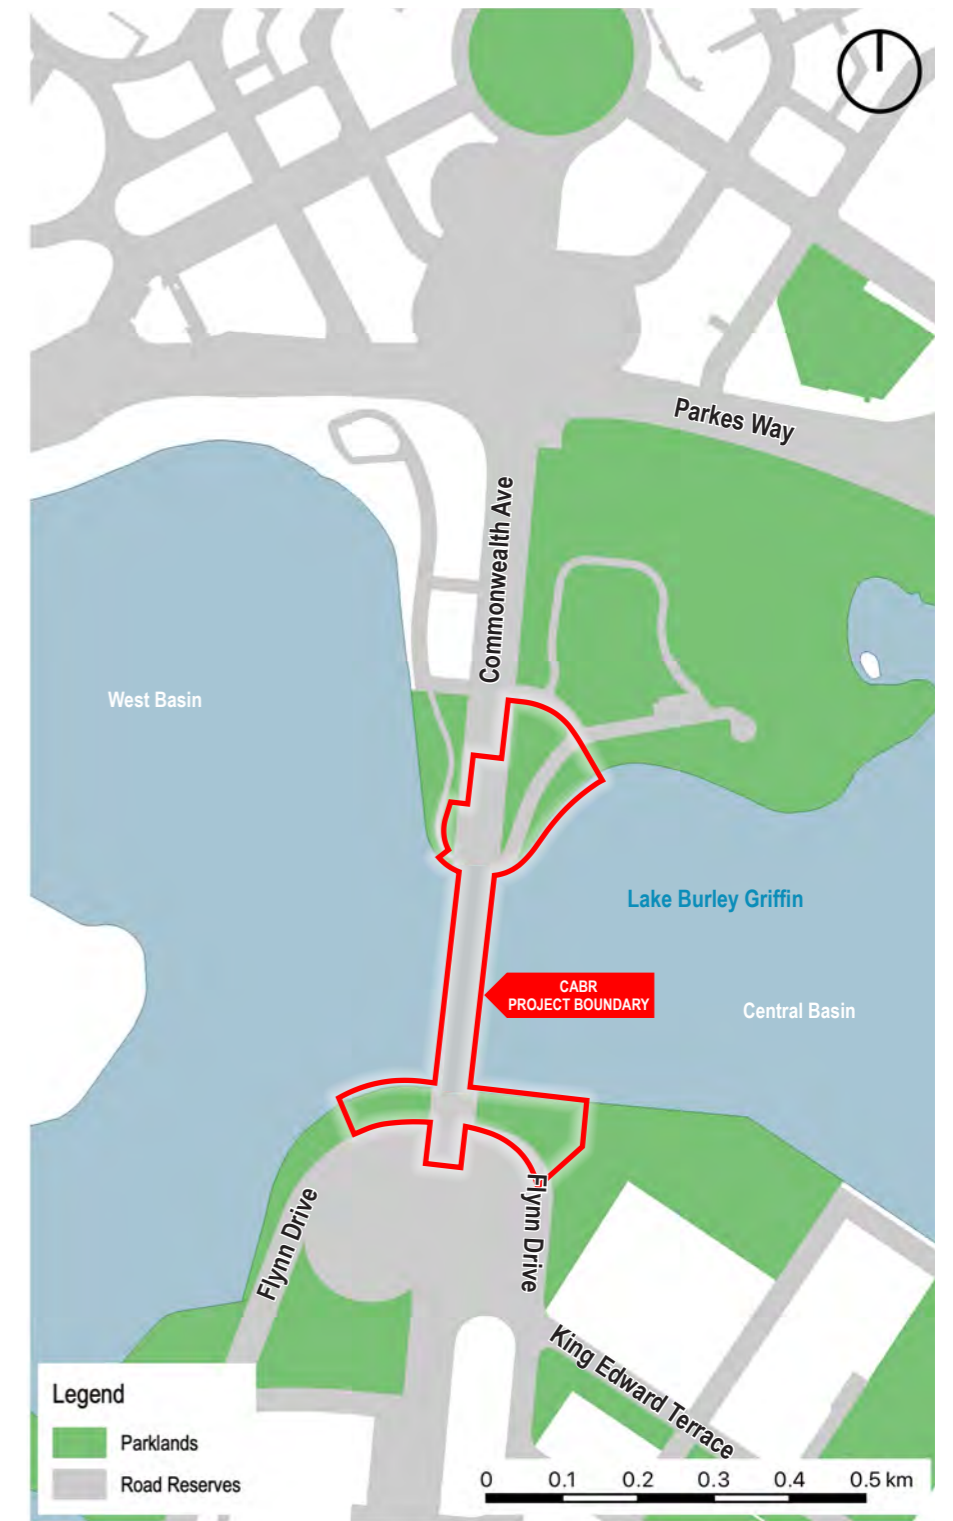 Parkes Way
Commonwealth Ave
West Basin
Lake Burley Griffin
CABR
PROJECT BOUNDARY
Central Basin
Flynn Drive
Flynn Drive
King Edward Terrace
Legend
Parklands
Road Reserves
0 0.1 0.2 0.3 0.4 0.5 km